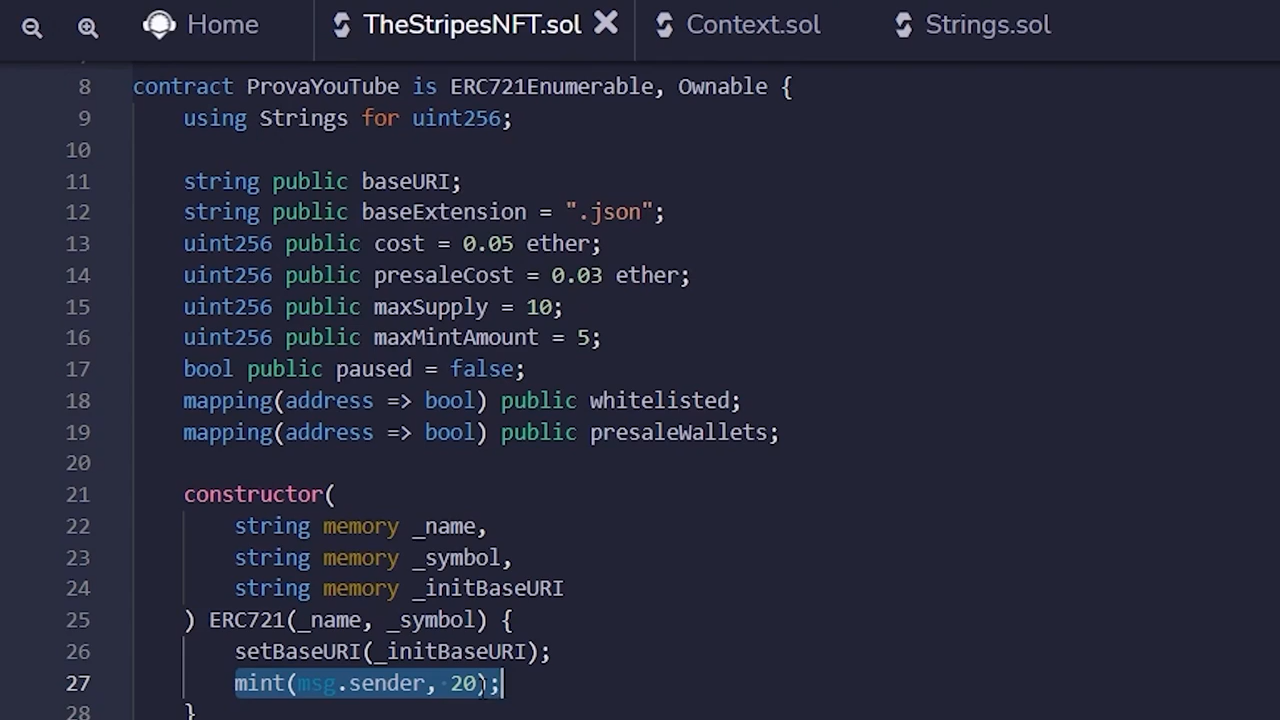 Home TheStripesNFT.sol Context.sol Strings.sol
8 contract ProvaYouTube is ERC721Enumerable, Ownable {
9 using Strings for uint256;
10
11 string public baseURI;
12 string public baseExtension = ".json";
13 uint256 public cost = 0.05 ether;
14 uint256 public presaleCost = 0.03 ether;
15 uint256 public maxSupply = 10;
16 uint256 public maxMintAmount = 5;
17 bool public paused = false;
18 mapping(address => bool) public whitelisted;
19 mapping(address => bool) public presaleWallets;
20
21 constructor(
22 string memory _name,
23 string memory _symbol,
24 string memory _initBaseURI
25 ) ERC721(_name, _symbol) {
26 setBaseURI(_initBaseURI);
27 mint(msg.sender, 20);
28 }